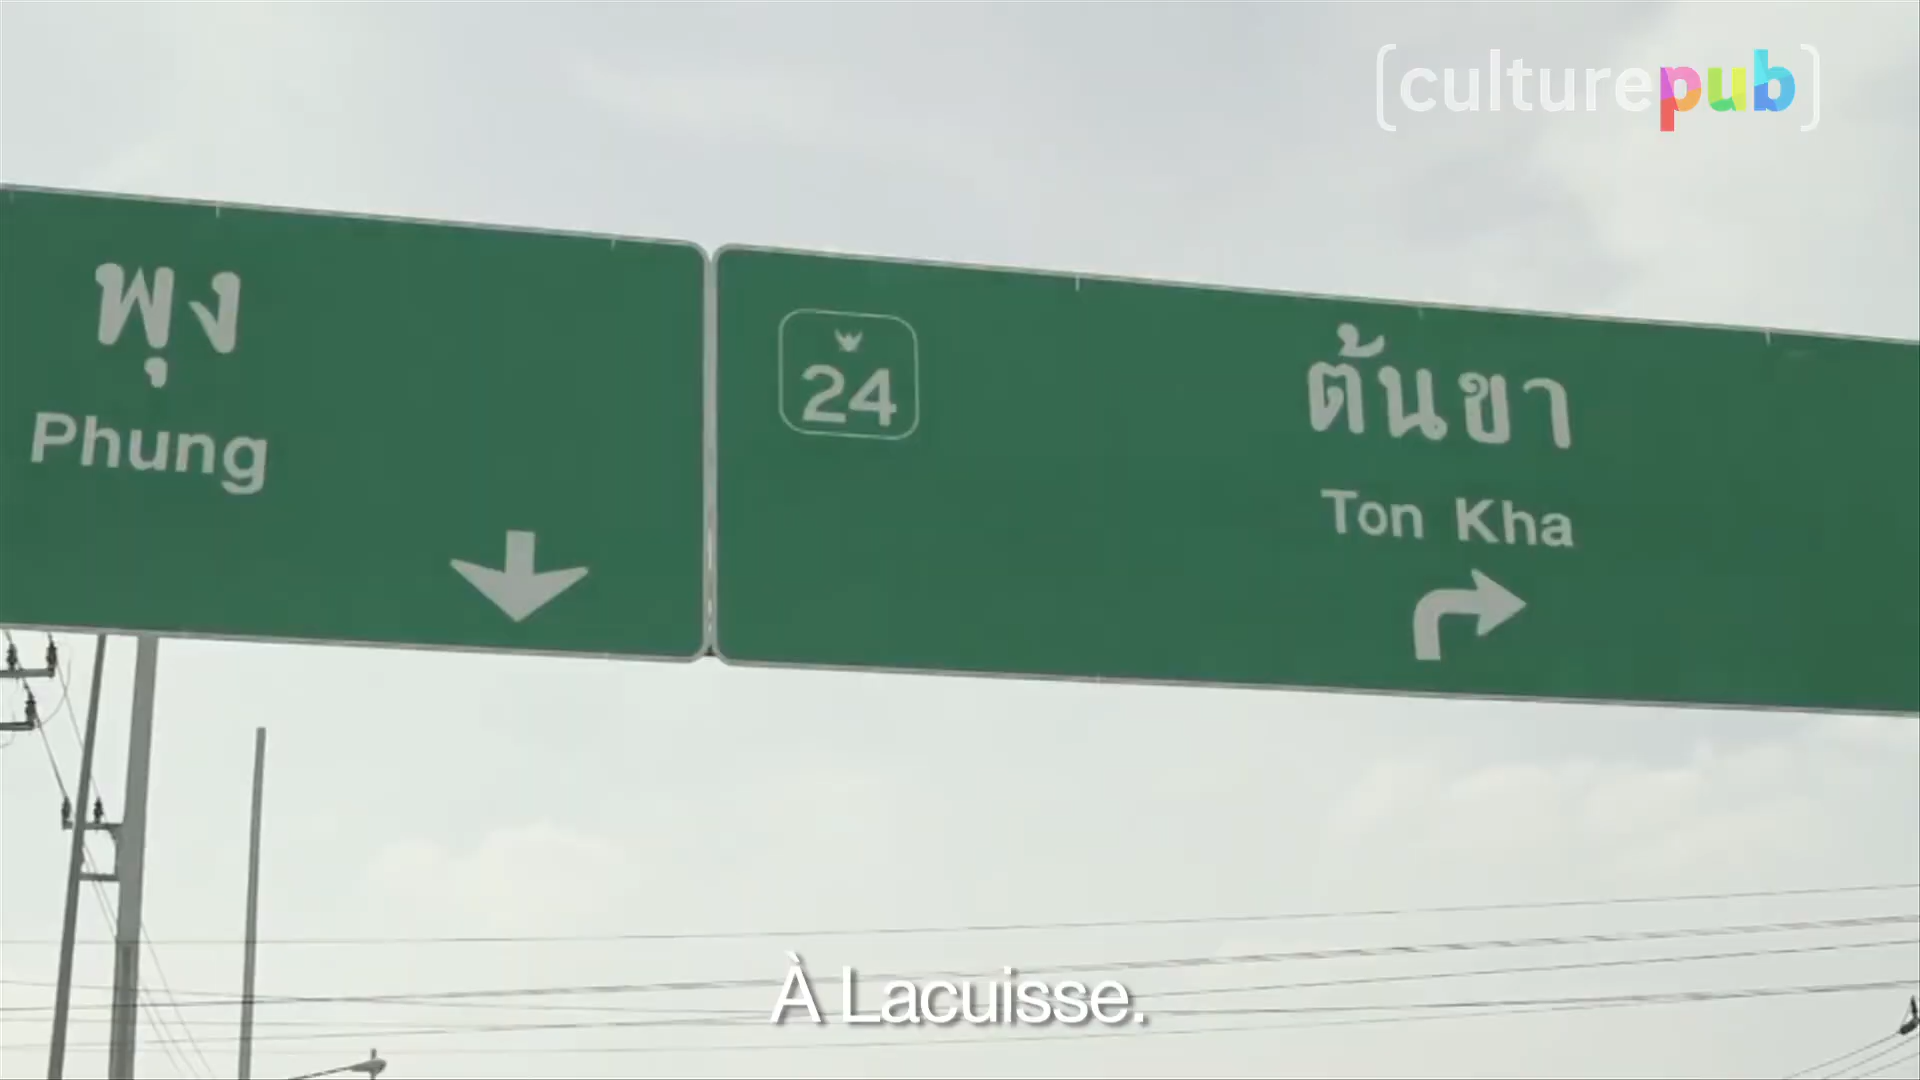 [culturepub]
พุง
Phung
24
ต้นขา
Ton Kha
À Lacuisse.